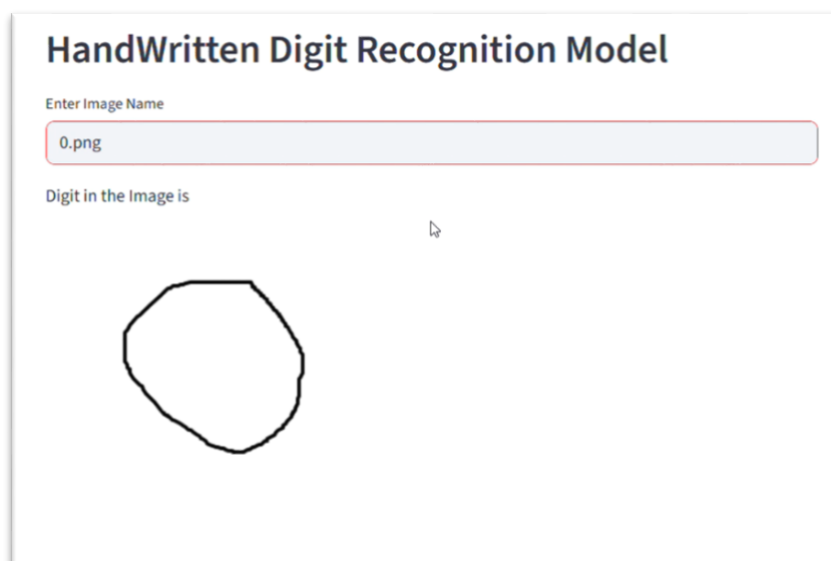 HandWritten Digit Recognition Model
Enter Image Name
0.png
Digit in the Image is